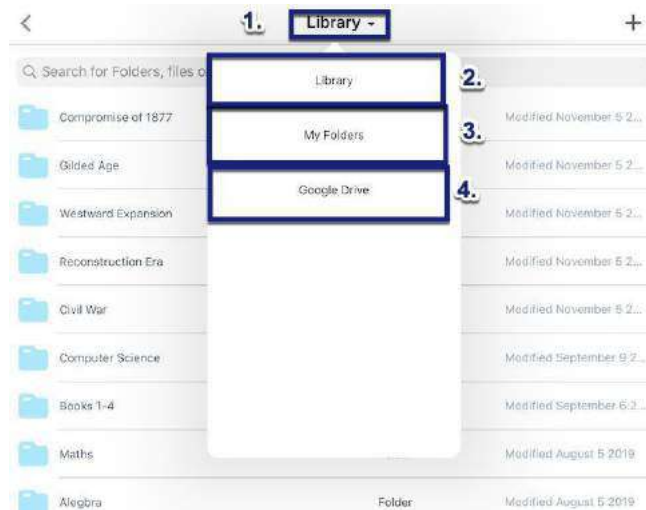 1. Library
Search for Folders, files o
Library 2.
Compromise of 1877 Modified November 5 2...
My Folders 3.
Gilded Age Modified November 5 2...
Google Drive 4.
Westward Expansion Modified November 5 2...
Reconstruction Era Modified November 5 2...
Civil War Modified November 5 2...
Computer Science Modified September 9 2...
Books 1-4 Modified September 6 2...
Maths Modified August 5 2019
Alegbra Folder Modified August 5 2019